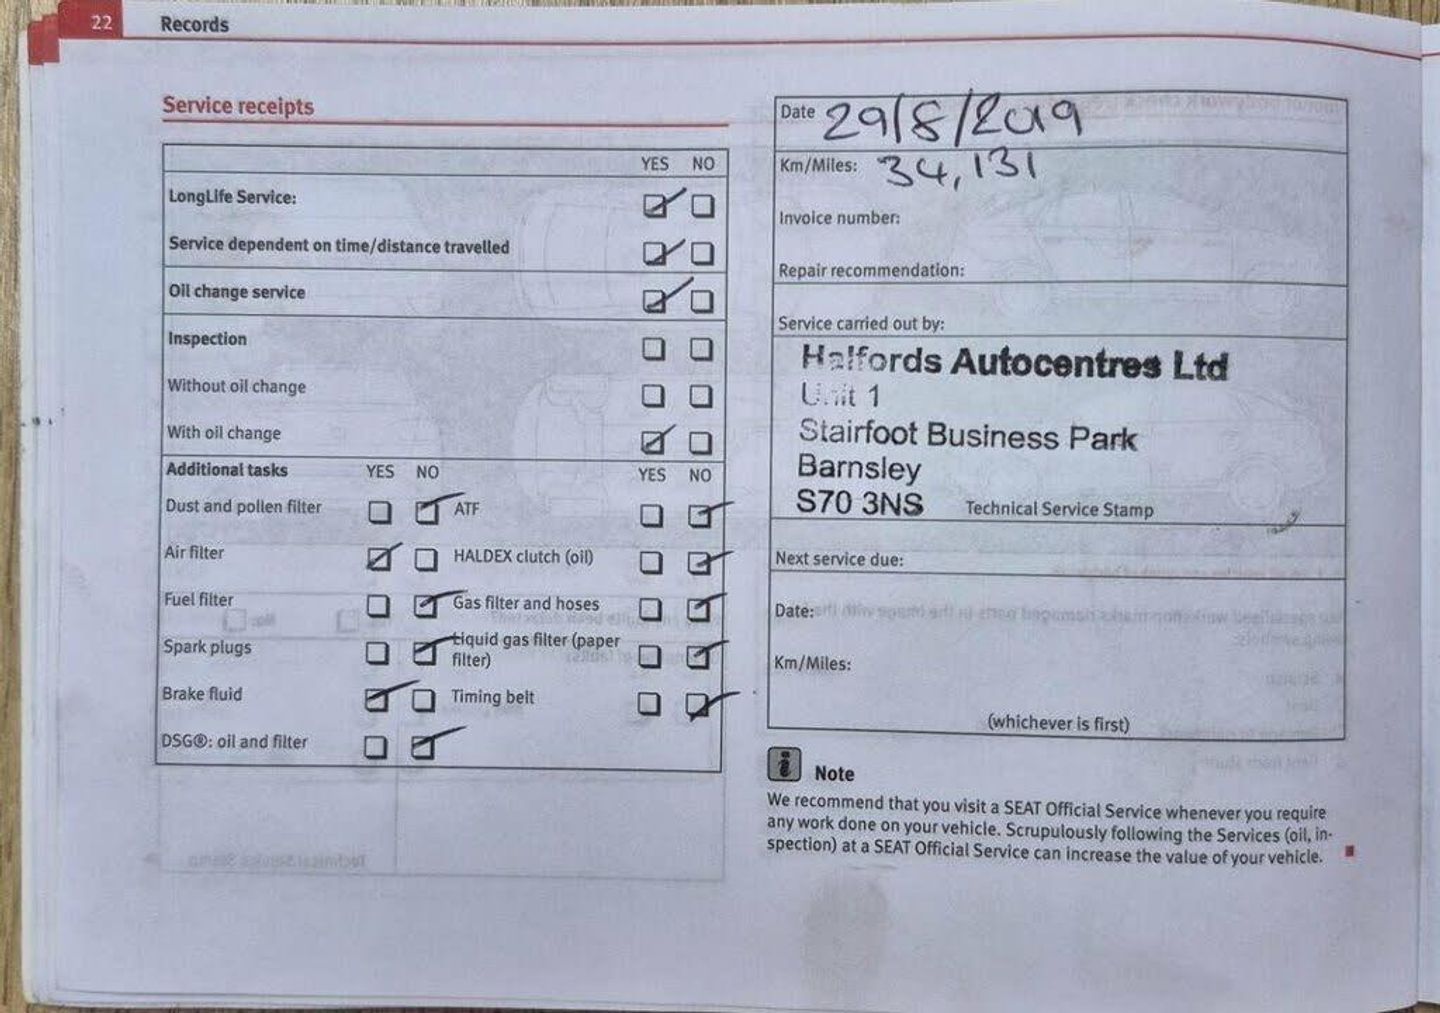 22 Records
Service receipts
YES NO
LongLife Service:
Service dependent on time/distance travelled
Oil change service
Inspection
Without oil change
With oil change
Additional tasks YES NO YES NO
Dust and pollen filter ATF
Air filter HALDEX clutch (oil)
Fuel filter Gas filter and hoses
Spark plugs Liquid gas filter (paper
filter)
Brake fluid Timing belt
DSG®: oil and filter
Date 29/8/2019
Km/Miles: 34,131
Invoice number:
Repair recommendation:
Service carried out by:
Halfords Autocentres Ltd
Unit 1
Stairfoot Business Park
Barnsley
S70 3NS Technical Service Stamp
Next service due:
Date:
Km/Miles:
(whichever is first)
i Note
We recommend that you visit a SEAT Official Service whenever you require
any work done on your vehicle. Scrupulously following the Services (oil, in-
spection) at a SEAT Official Service can increase the value of your vehicle.